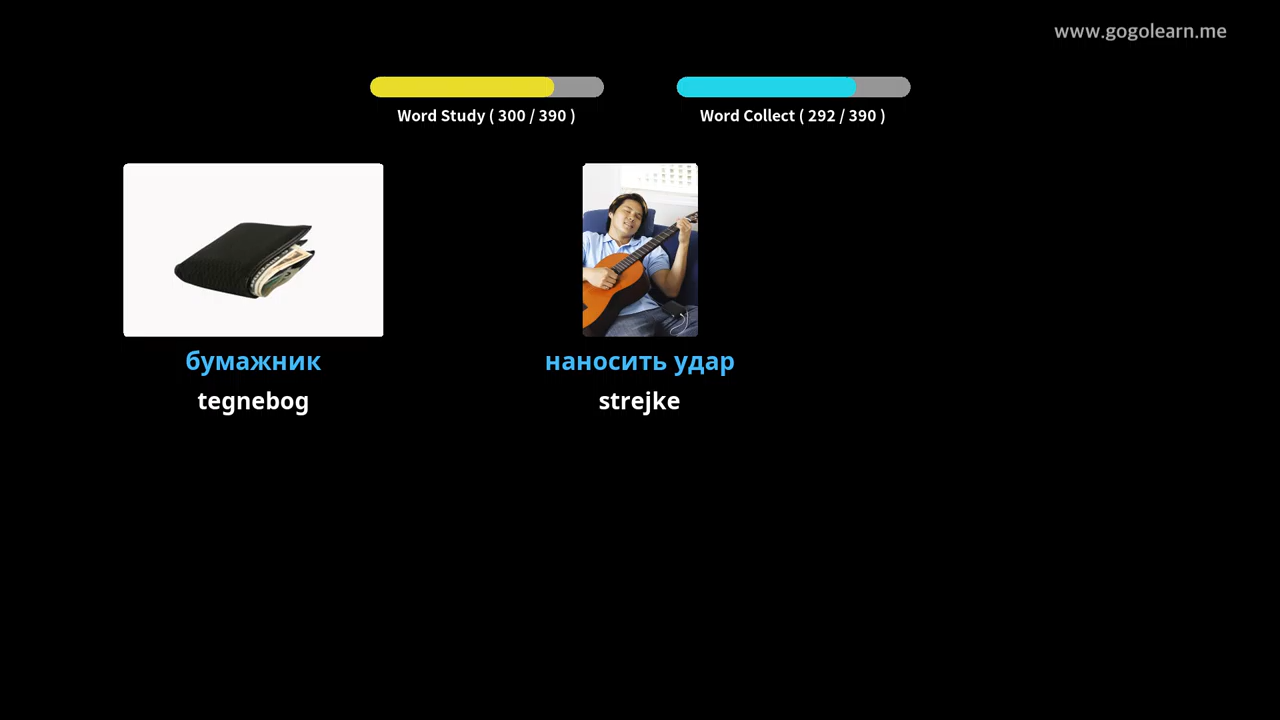 www.gogolearn.me
Word Study ( 300 / 390 )
Word Collect ( 292 / 390 )
бумажник
tegnebog
наносить удар
strejke